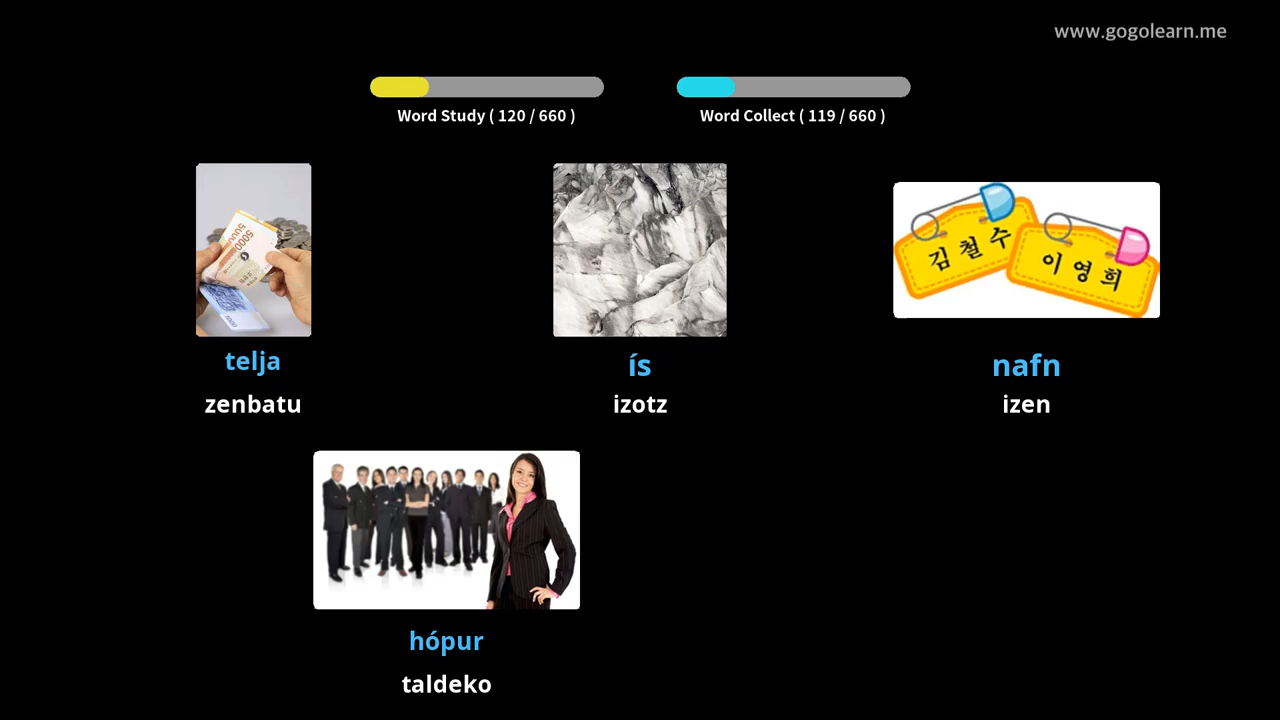 www.gogolearn.me
Word Study ( 120 / 660 )
Word Collect ( 119 / 660 )
김철수
이영희
telja
zenbatu
ís
izotz
nafn
izen
hópur
taldeko